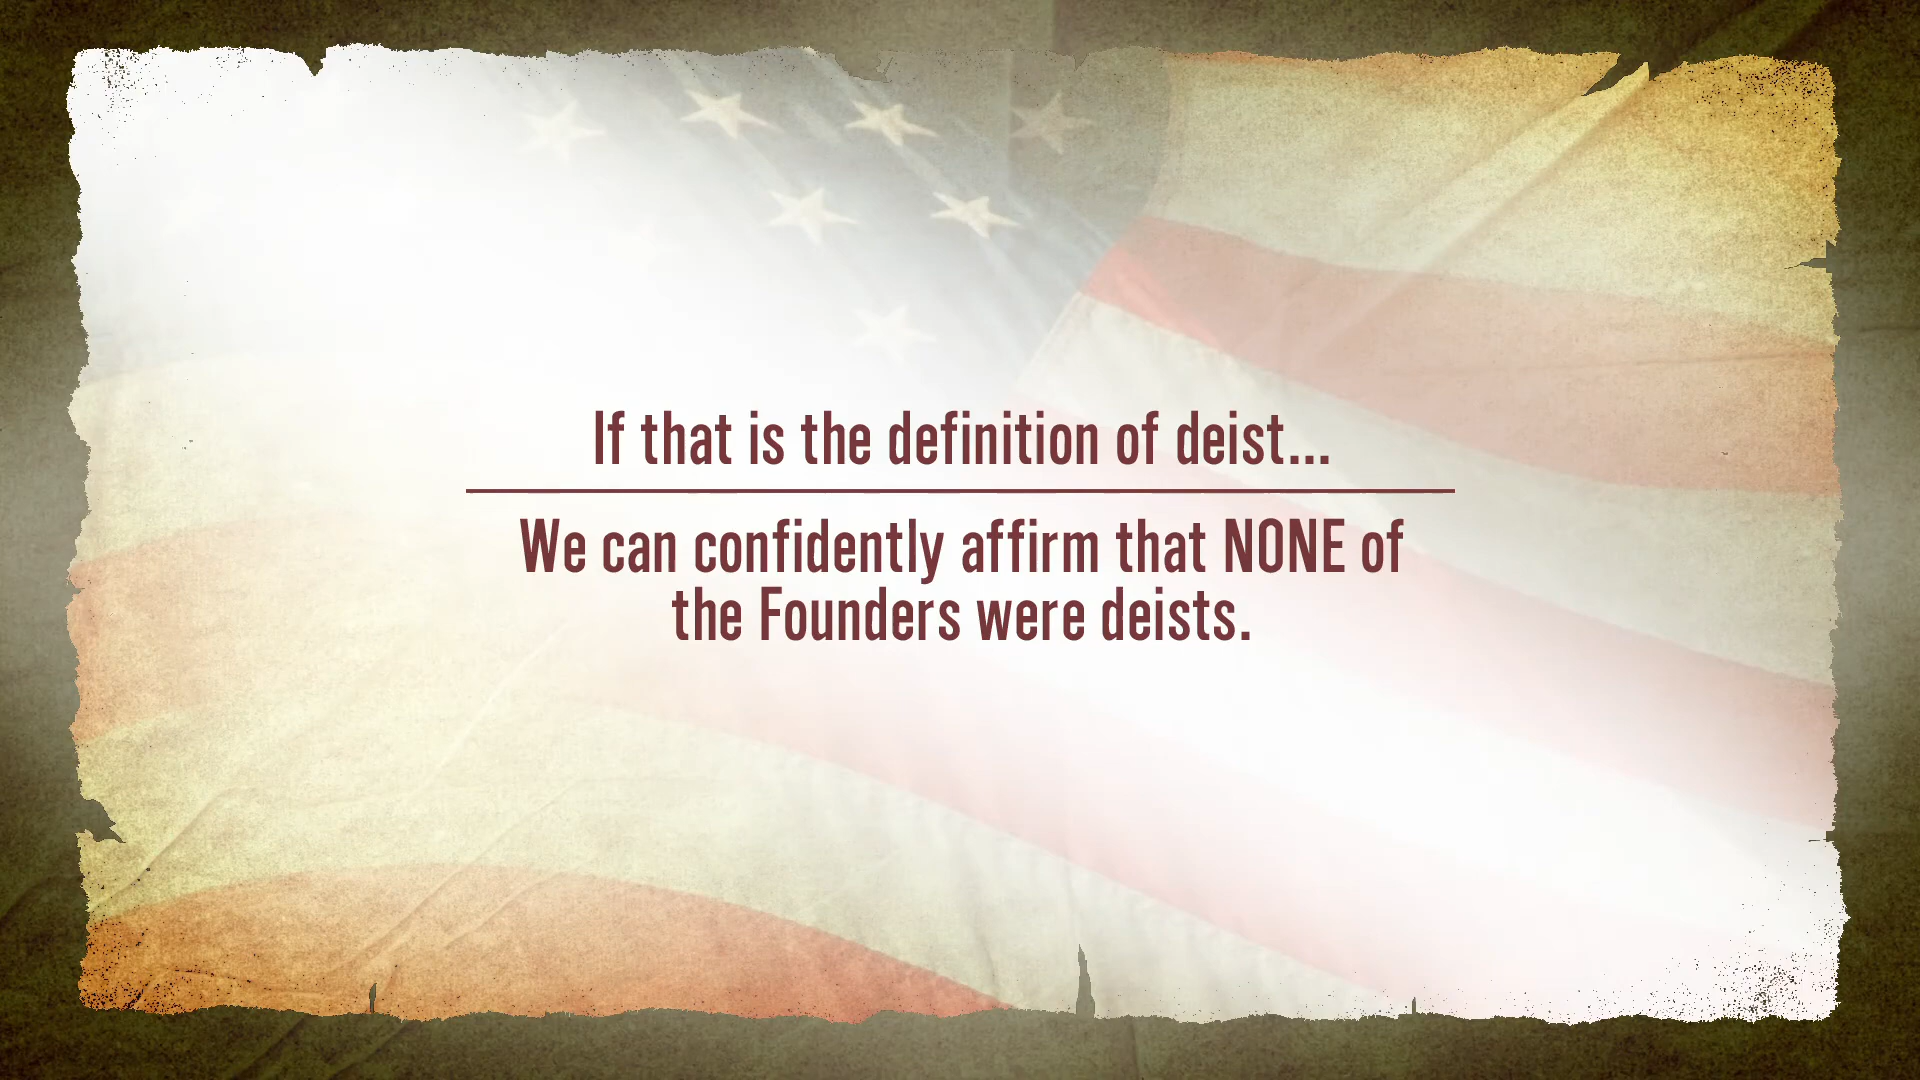 If that is the definition of deist...
We can confidently affirm that NONE of
the Founders were deists.